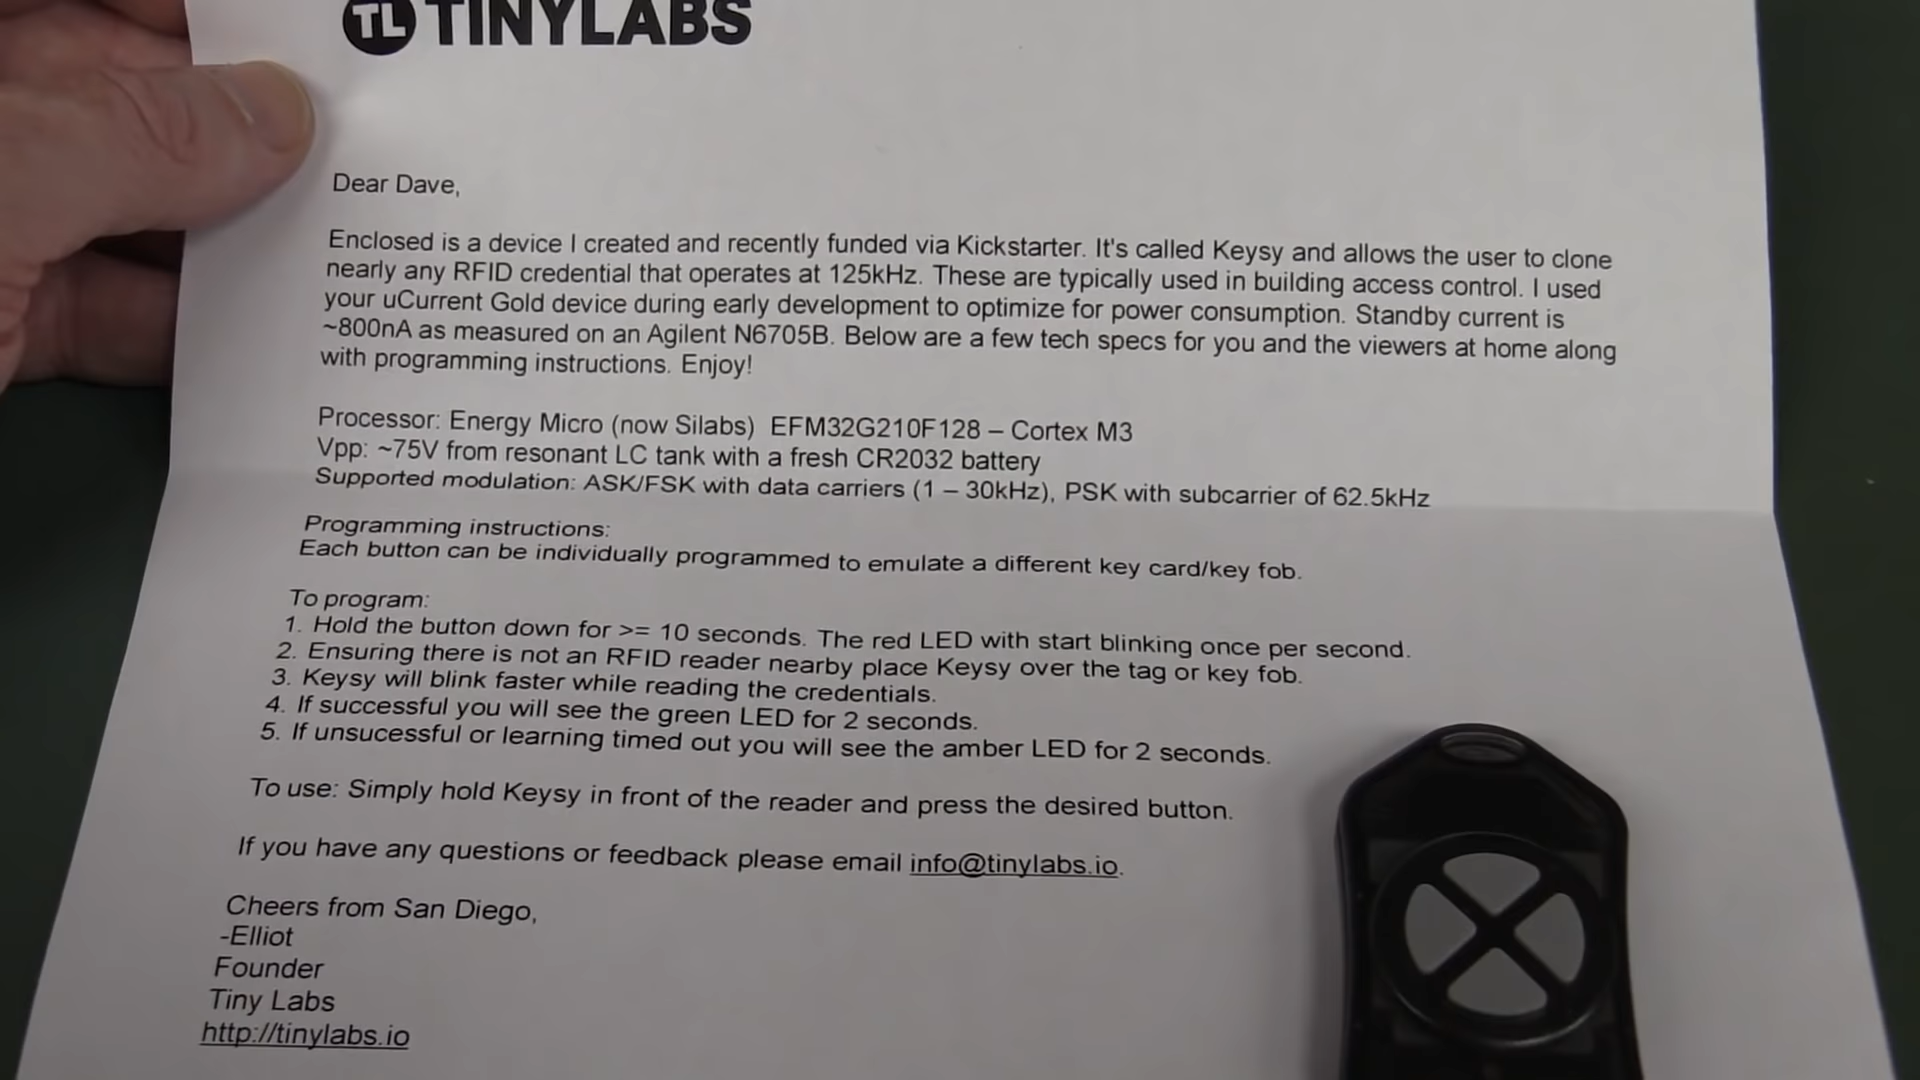 TL TINYLABS
Dear Dave,
Enclosed is a device I created and recently funded via Kickstarter. It's called Keysy and allows the user to clone
nearly any RFID credential that operates at 125kHz. These are typically used in building access control. I used
your uCurrent Gold device during early development to optimize for power consumption. Standby current is
~800nA as measured on an Agilent N6705B. Below are a few tech specs for you and the viewers at home along
with programming instructions. Enjoy!
Processor: Energy Micro (now Silabs) EFM32G210F128 – Cortex M3
Vpp: ~75V from resonant LC tank with a fresh CR2032 battery
Supported modulation: ASK/FSK with data carriers (1 – 30kHz), PSK with subcarrier of 62.5kHz
Programming instructions:
Each button can be individually programmed to emulate a different key card/key fob.
To program:
1. Hold the button down for >= 10 seconds. The red LED with start blinking once per second.
2. Ensuring there is not an RFID reader nearby place Keysy over the tag or key fob.
3. Keysy will blink faster while reading the credentials.
4. If successful you will see the green LED for 2 seconds.
5. If unsucessful or learning timed out you will see the amber LED for 2 seconds.
To use: Simply hold Keysy in front of the reader and press the desired button.
If you have any questions or feedback please email info@tinylabs.io.
Cheers from San Diego,
-Elliot
Founder
Tiny Labs
http://tinylabs.io